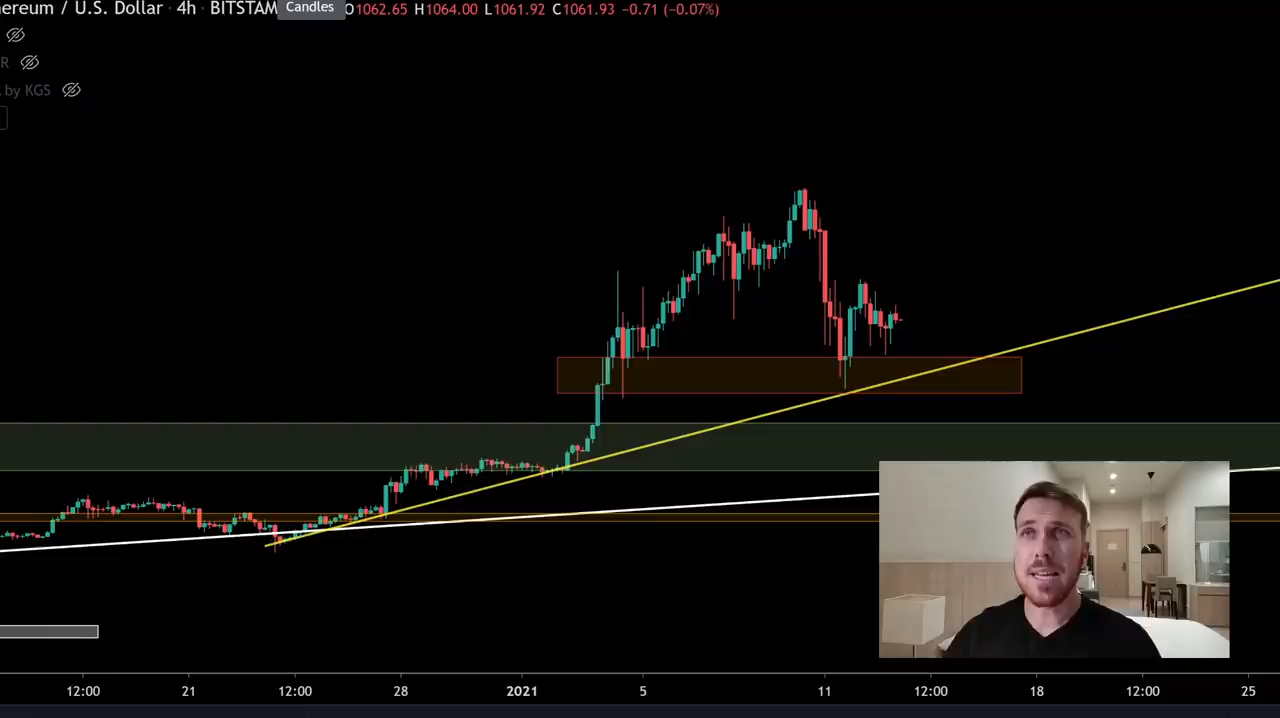 ereum / U.S. Dollar · 4h · BITSTAM Candles O1062.65 H1064.00 L1061.92 C1061.93 −0.71 (−0.07%)
R
by KGS
12:00 21 12:00 28 2021 5 11 12:00 18 12:00 25